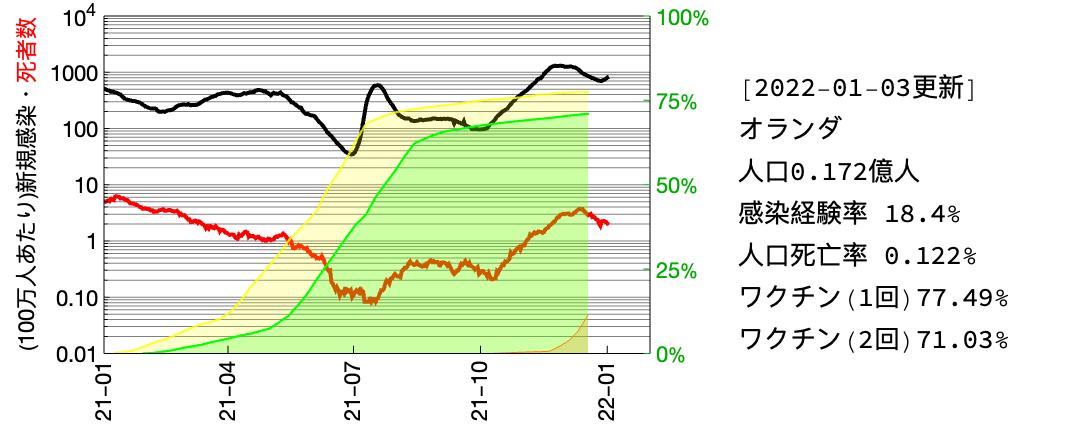 (100万人あたり)新規感染・死者数
10^4
1000
100
10
1
0.10
0.01
100%
75%
50%
25%
0%
21-01
21-04
21-07
21-10
22-01
[2022-01-03更新]
オランダ
人口0.172億人
感染経験率 18.4%
人口死亡率 0.122%
ワクチン(1回)77.49%
ワクチン(2回)71.03%